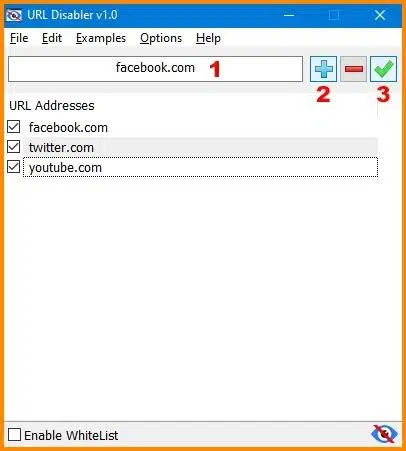 URL Disabler v1.0
File Edit Examples Options Help
facebook.com 1
2 3
URL Addresses
facebook.com
twitter.com
youtube.com
Enable WhiteList